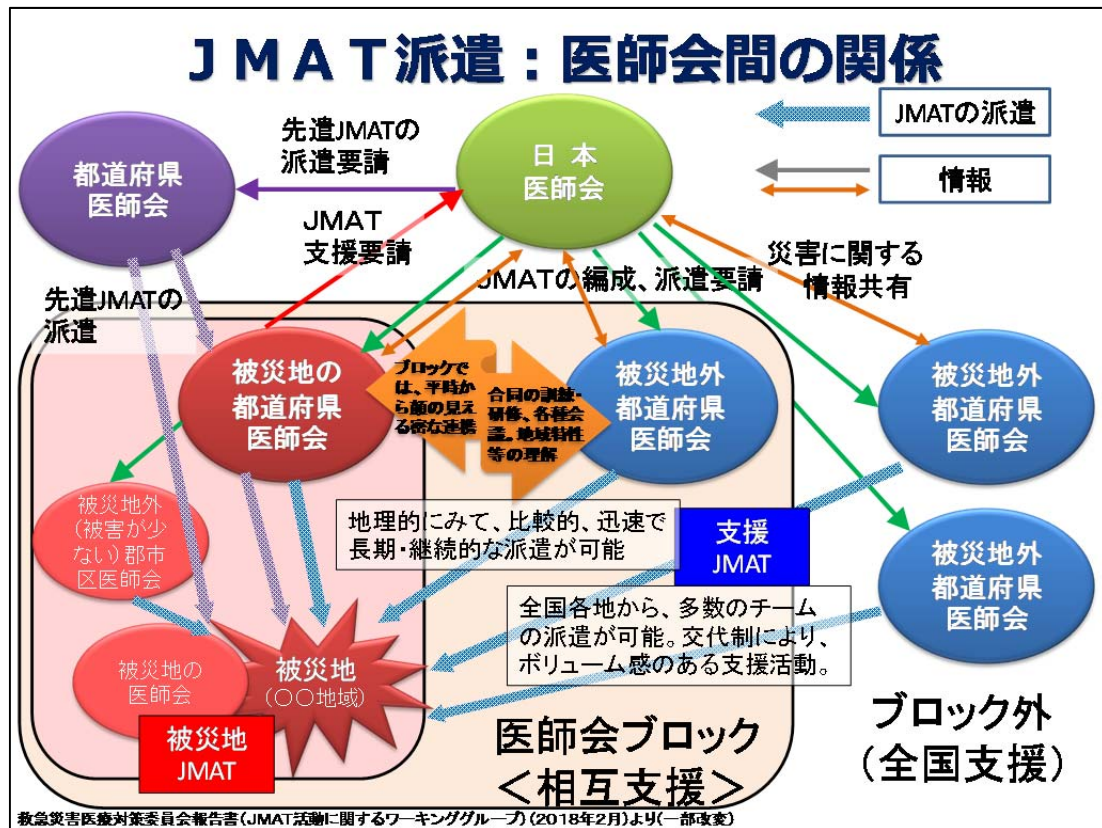 JMAT派遣：医師会間の関係
JMATの派遣
情報
先遣JMATの
派遣要請
都道府県
医師会
日 本
医師会
JMAT
支援要請
災害に関する
情報共有
JMATの編成、派遣要請
先遣JMATの
派遣
被災地の
都道府県
医師会
ブロックで
は、平時か
ら顔の見え
る密な連携
合同の訓練・
研修、各種会
議。地域特性
等の理解
被災地外
都道府県
医師会
被災地外
都道府県
医師会
被災地外
(被害が少
ない)郡市
区医師会
地理的にみて、比較的、迅速で
長期・継続的な派遣が可能
支援
JMAT
被災地外
都道府県
医師会
全国各地から、多数のチーム
の派遣が可能。交代制により、
ボリューム感のある支援活動。
被災地の
医師会
被災地
(〇〇地域)
被災地
JMAT
医師会ブロック
＜相互支援＞
ブロック外
(全国支援)
救急災害医療対策委員会報告書(JMAT活動に関するワーキンググループ)(2018年2月)より(一部改変)